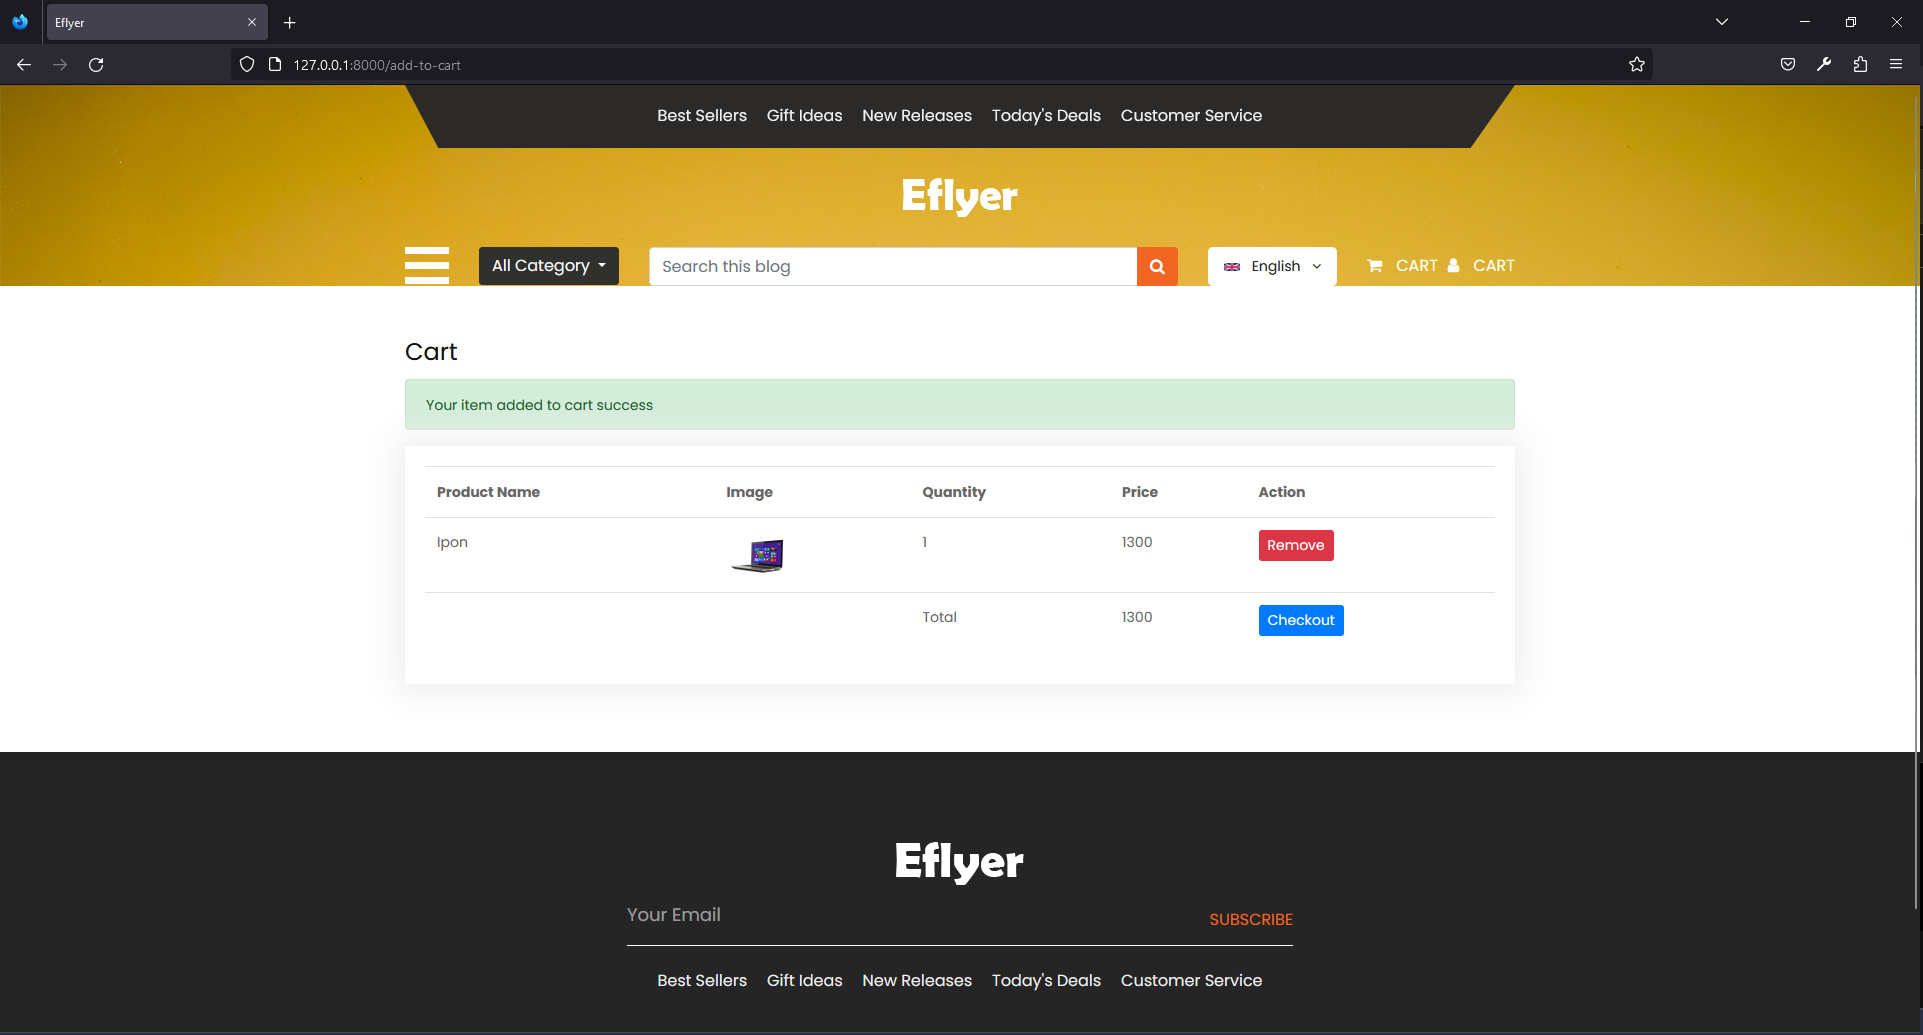 Eflyer
127.0.0.1:8000/add-to-cart
Best Sellers Gift Ideas New Releases Today's Deals Customer Service
Eflyer
All Category Search this blog English CART CART
Cart
Your item added to cart success
Product Name Image Quantity Price Action
Ipon 1 1300 Remove
Total 1300 Checkout
Eflyer
Your Email SUBSCRIBE
Best Sellers Gift Ideas New Releases Today's Deals Customer Service